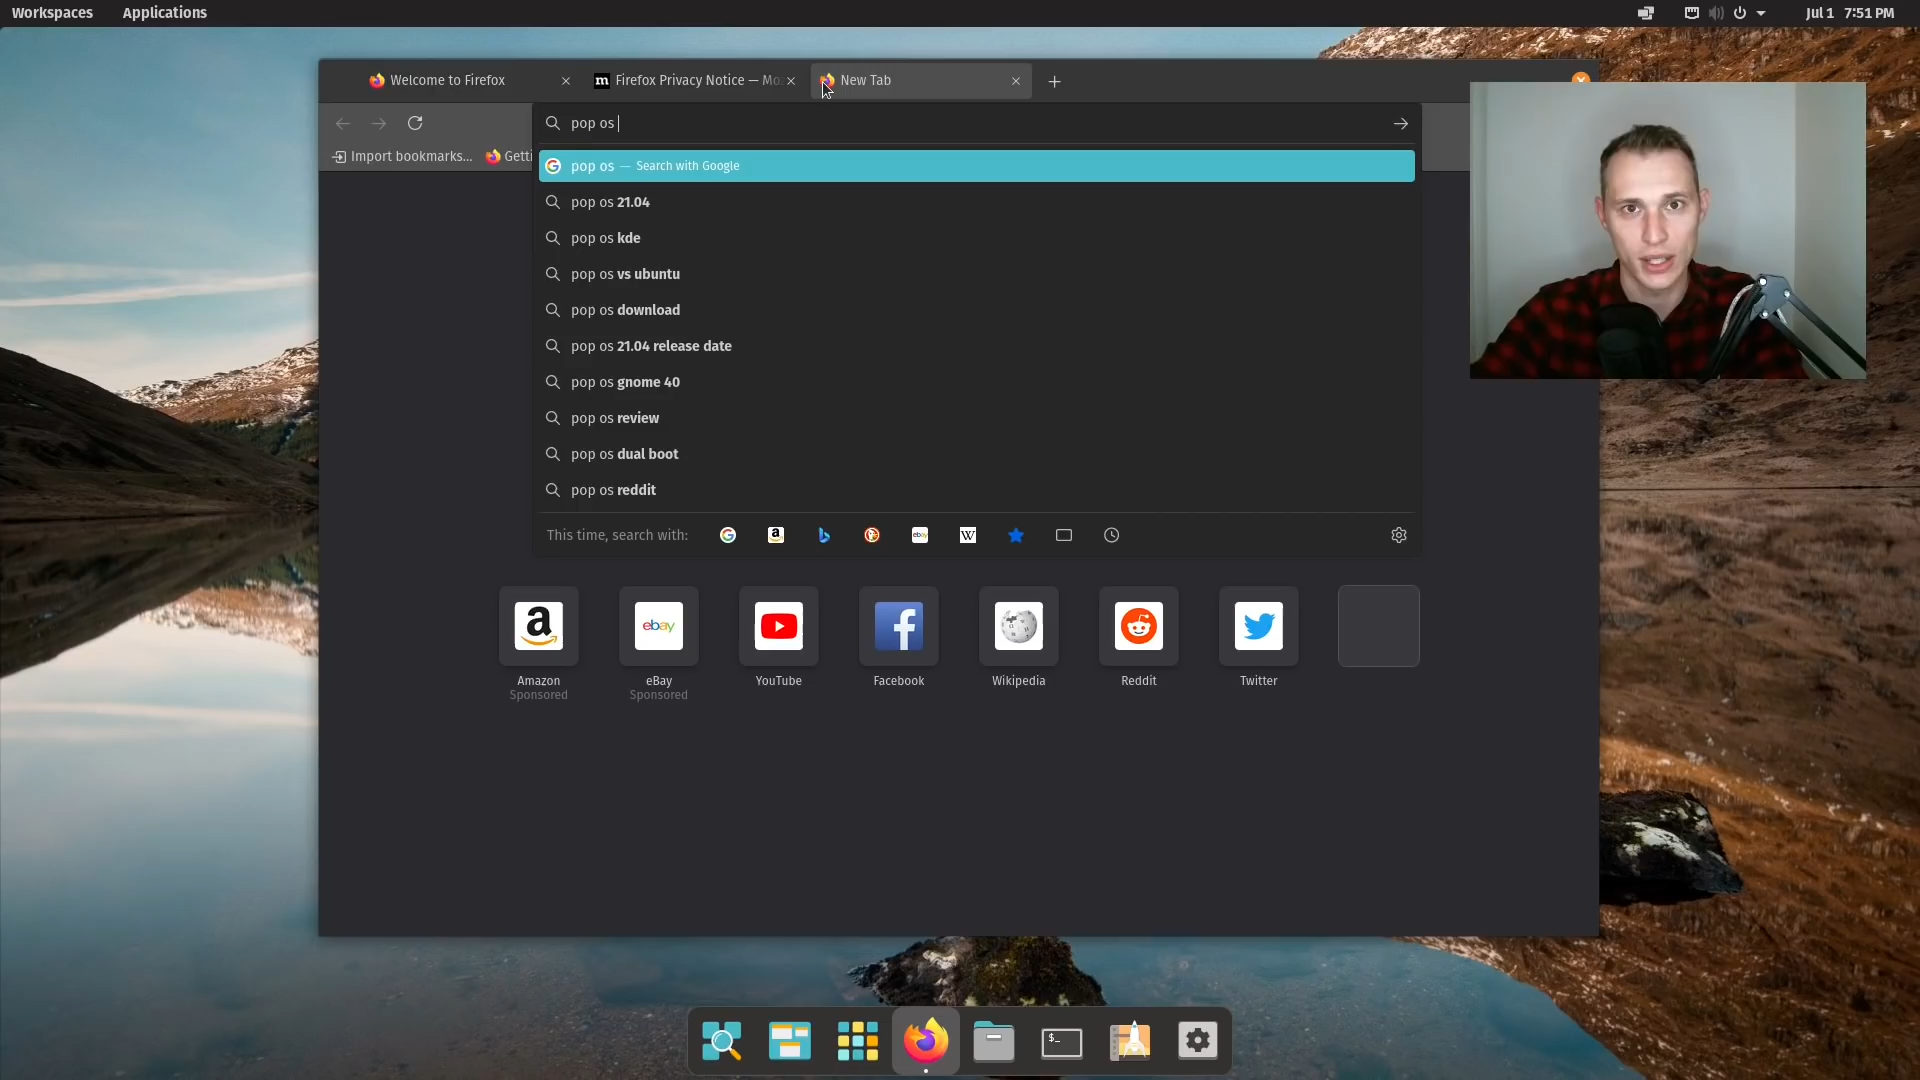 Workspaces Applications
Jul 1 7:51 PM
Welcome to Firefox
m Firefox Privacy Notice — Mo
New Tab
pop os
Import bookmarks...
Getti
pop os — Search with Google
pop os 21.04
pop os kde
pop os vs ubuntu
pop os download
pop os 21.04 release date
pop os gnome 40
pop os review
pop os dual boot
pop os reddit
This time, search with:
a
ebay
W
a
ebay
f
Amazon
Sponsored
eBay
Sponsored
YouTube
Facebook
Wikipedia
Reddit
Twitter
$_